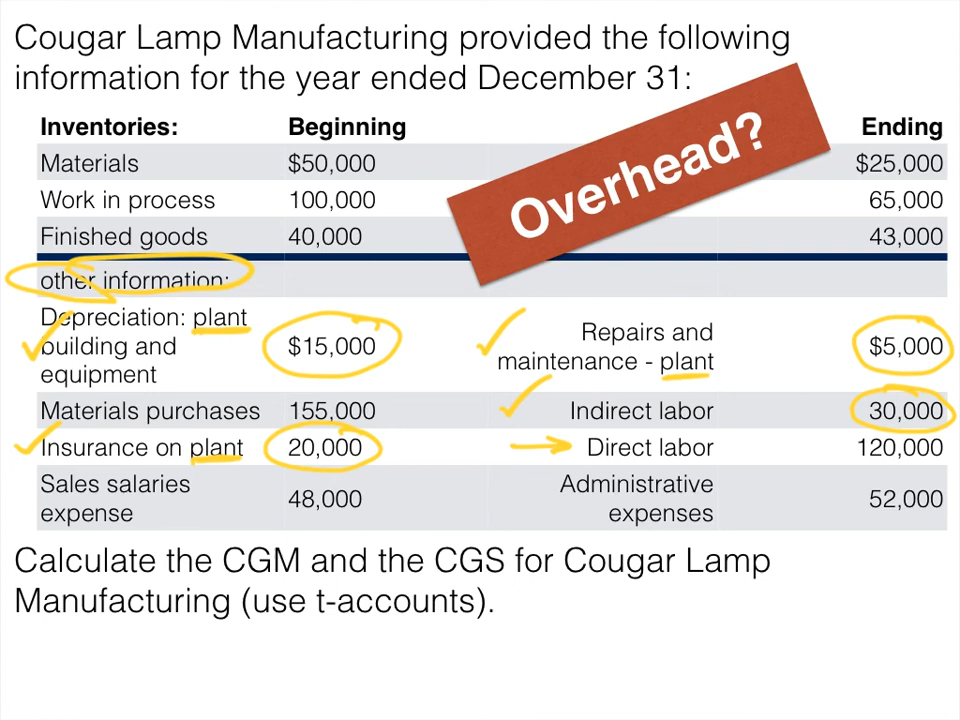 Cougar Lamp Manufacturing provided the following
information for the year ended December 31:
Overhead?
Inventories: Beginning Ending
Materials $50,000 $25,000
Work in process 100,000 65,000
Finished goods 40,000 43,000
other information:
Depreciation: plant
building and
equipment
$15,000
Repairs and
maintenance - plant
$5,000
Materials purchases 155,000 Indirect labor 30,000
Insurance on plant 20,000 Direct labor 120,000
Sales salaries
expense
48,000
Administrative
expenses
52,000
Calculate the CGM and the CGS for Cougar Lamp
Manufacturing (use t-accounts).